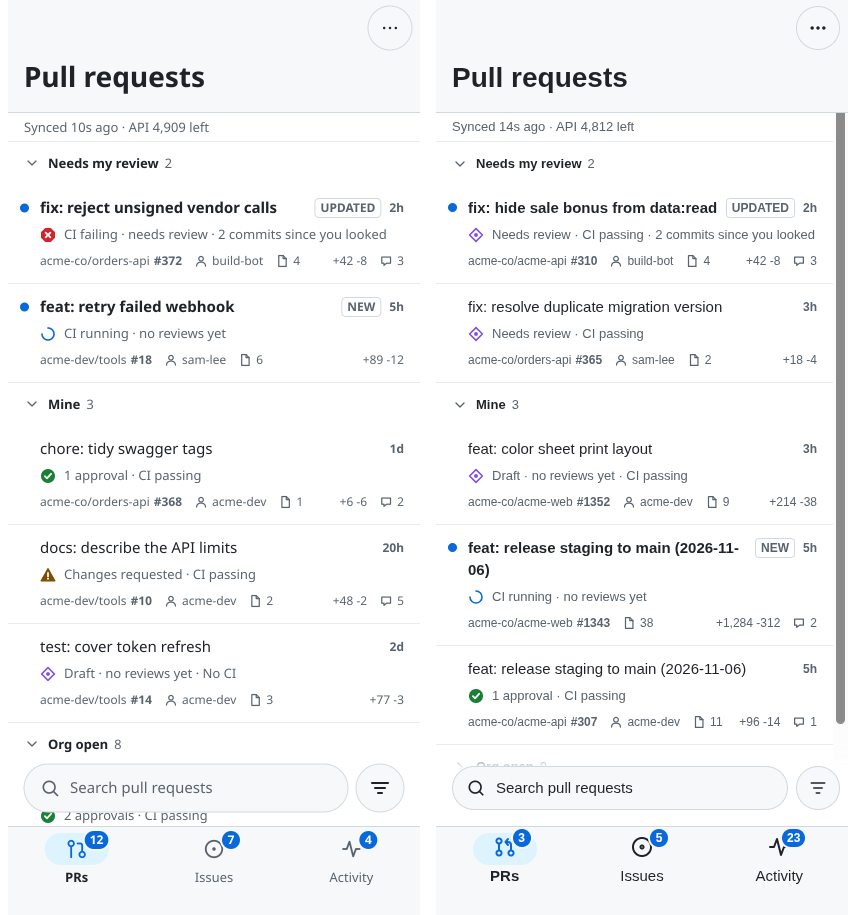 Pull requests
Synced 10s ago · API 4,909 left
Needs my review 2
fix: reject unsigned vendor calls UPDATED 2h
CI failing · needs review · 2 commits since you looked
acme-co/orders-api #372 build-bot 4 +42 -8 3
feat: retry failed webhook NEW 5h
CI running · no reviews yet
acme-dev/tools #18 sam-lee 6 +89 -12
Mine 3
chore: tidy swagger tags 1d
1 approval · CI passing
acme-co/orders-api #368 acme-dev 1 +6 -6 2
docs: describe the API limits 20h
Changes requested · CI passing
acme-dev/tools #10 acme-dev 2 +48 -2 5
test: cover token refresh 2d
Draft · no reviews yet · No CI
acme-dev/tools #14 acme-dev 3 +77 -3
Org open 8
Search pull requests
2 approvals · CI passing
12 7 4
PRs Issues Activity
Pull requests
Synced 14s ago · API 4,812 left
Needs my review 2
fix: hide sale bonus from data:read UPDATED 2h
Needs review · CI passing · 2 commits since you looked
acme-co/acme-api #310 build-bot 4 +42 -8 3
fix: resolve duplicate migration version 3h
Needs review · CI passing
acme-co/orders-api #365 sam-lee 2 +18 -4
Mine 3
feat: color sheet print layout 3h
Draft · no reviews yet · CI passing
acme-co/acme-web #1352 acme-dev 9 +214 -38
feat: release staging to main (2026-11- NEW 5h
06)
CI running · no reviews yet
acme-co/acme-web #1343 38 +1,284 -312 2
feat: release staging to main (2026-11-06) 5h
1 approval · CI passing
acme-co/acme-api #307 acme-dev 11 +96 -14 1
Org open
Search pull requests
3 5 23
PRs Issues Activity